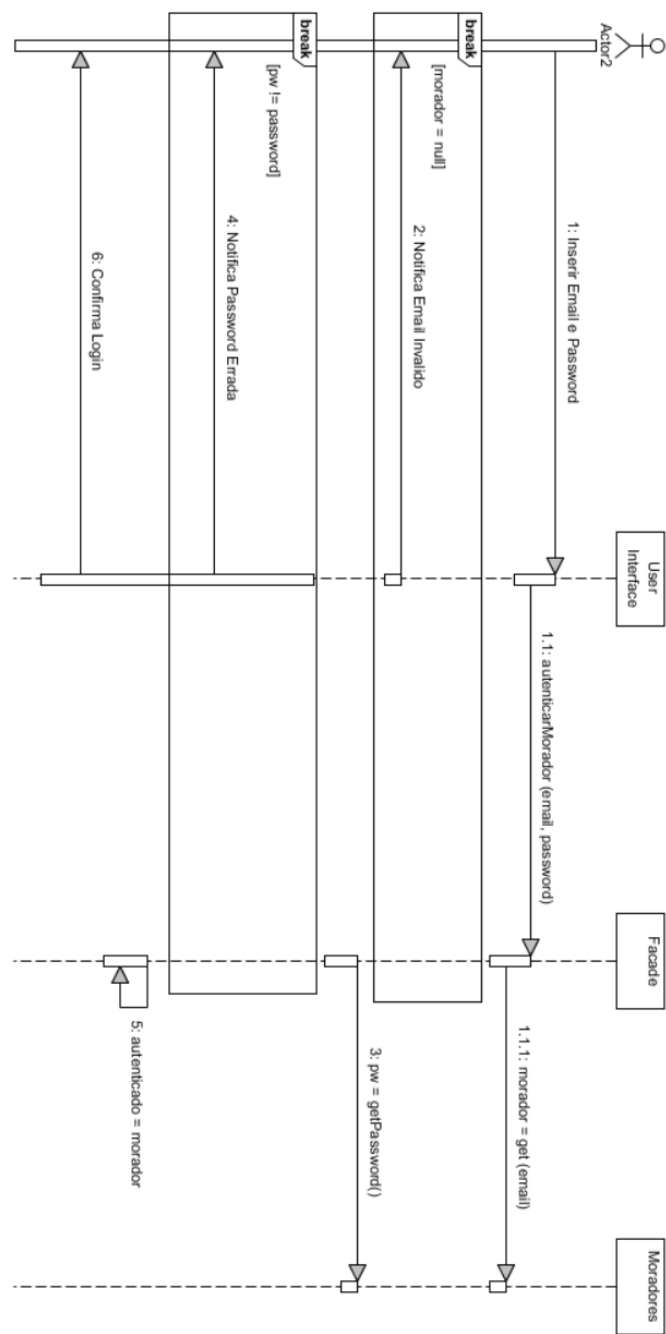 Actor2
User
Interface
Facade
Moradores
1: Inserir Email e Password
1.1: autenticarMorador (email, password)
1.1.1: morador = get (email)
break
[morador = null]
2: Notifica Email Invalido
3: pw = getPassword()
break
[pw != password]
4: Notifica Password Errada
5: autenticado = morador
6: Confirma Login